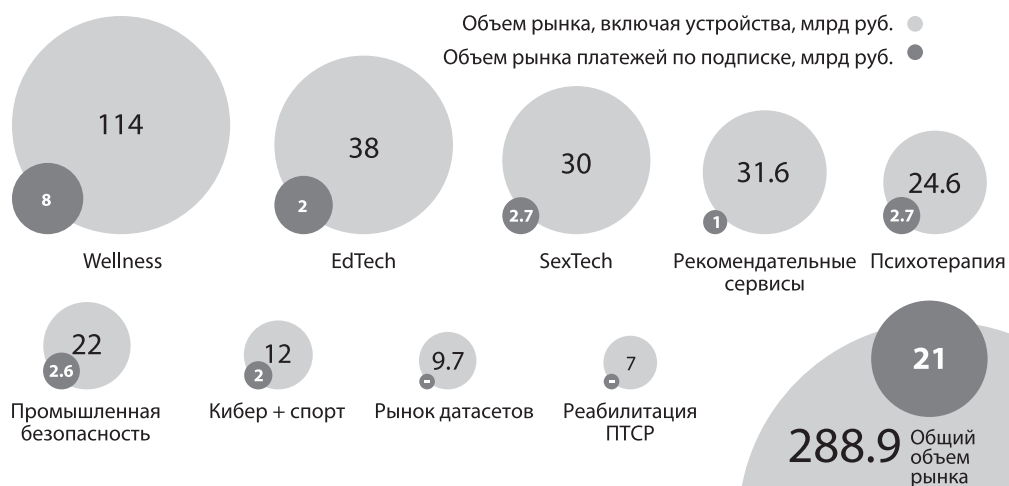 Объем рынка, включая устройства, млрд руб.
Объем рынка платежей по подписке, млрд руб.
114
8
Wellness
38
2
EdTech
30
2.7
SexTech
31.6
1
Рекомендательные
сервисы
24.6
2.7
Психотерапия
22
2.6
Промышленная
безопасность
12
2
Кибер + спорт
9.7
-
Рынок датасетов
7
-
Реабилитация
ПТСР
21
288.9
Общий
объем
рынка